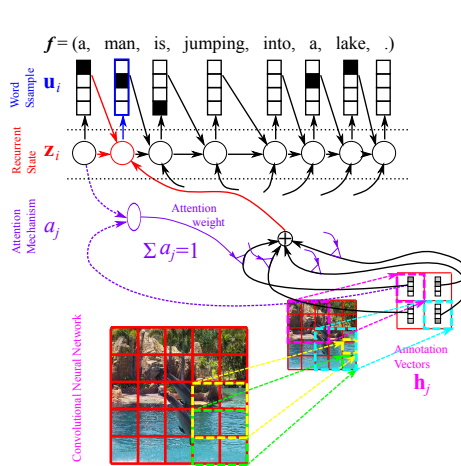 f = (a, man, is, jumping, into, a, lake, .)
Word
Ssample
u_i
Recurrent
State
z_i
Attention
Mechanism
a_j
Attention
weight
∑ a_j=1
Convolutional Neural Network
Annotation
Vectors
h_j